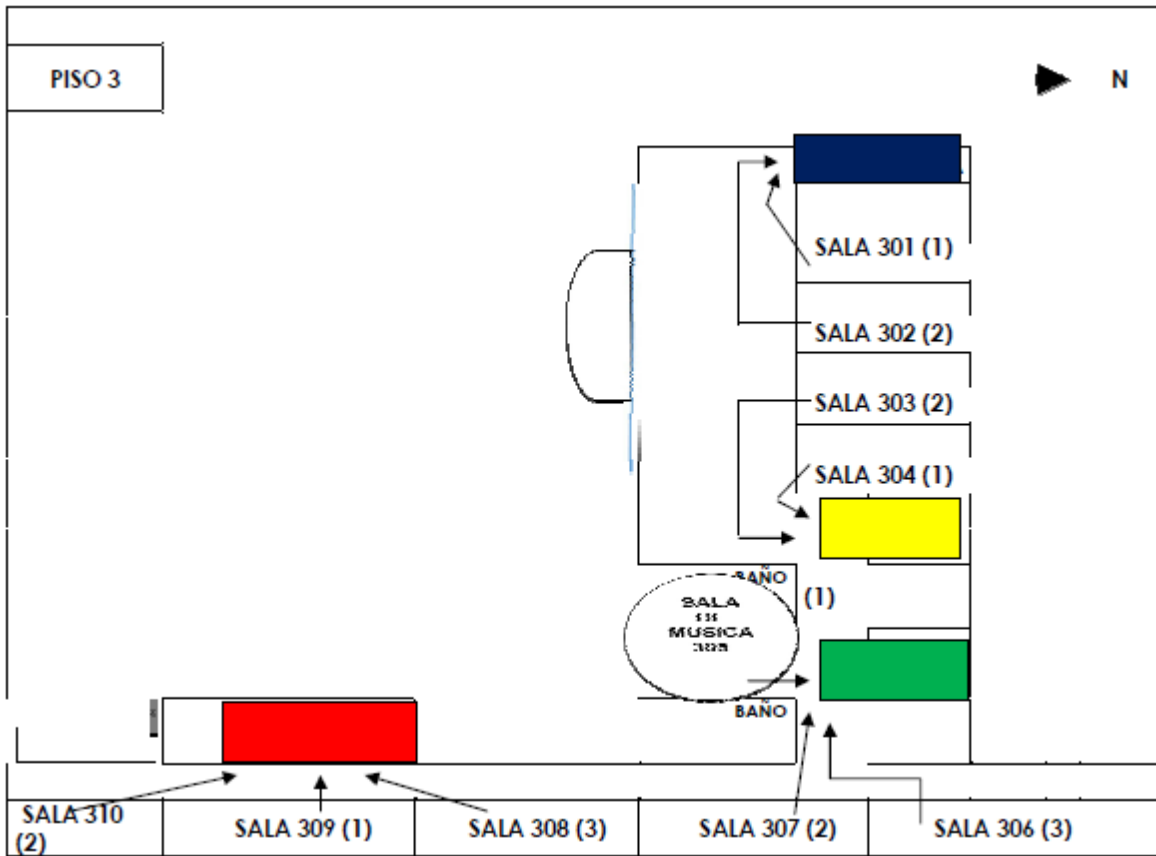 PISO 3
N
SALA 301 (1)
SALA 302 (2)
SALA 303 (2)
SALA 304 (1)
BAÑO
(1)
SALA
MUSICA
BAÑO
SALA 310
(2)
SALA 309 (1)
SALA 308 (3)
SALA 307 (2)
SALA 306 (3)